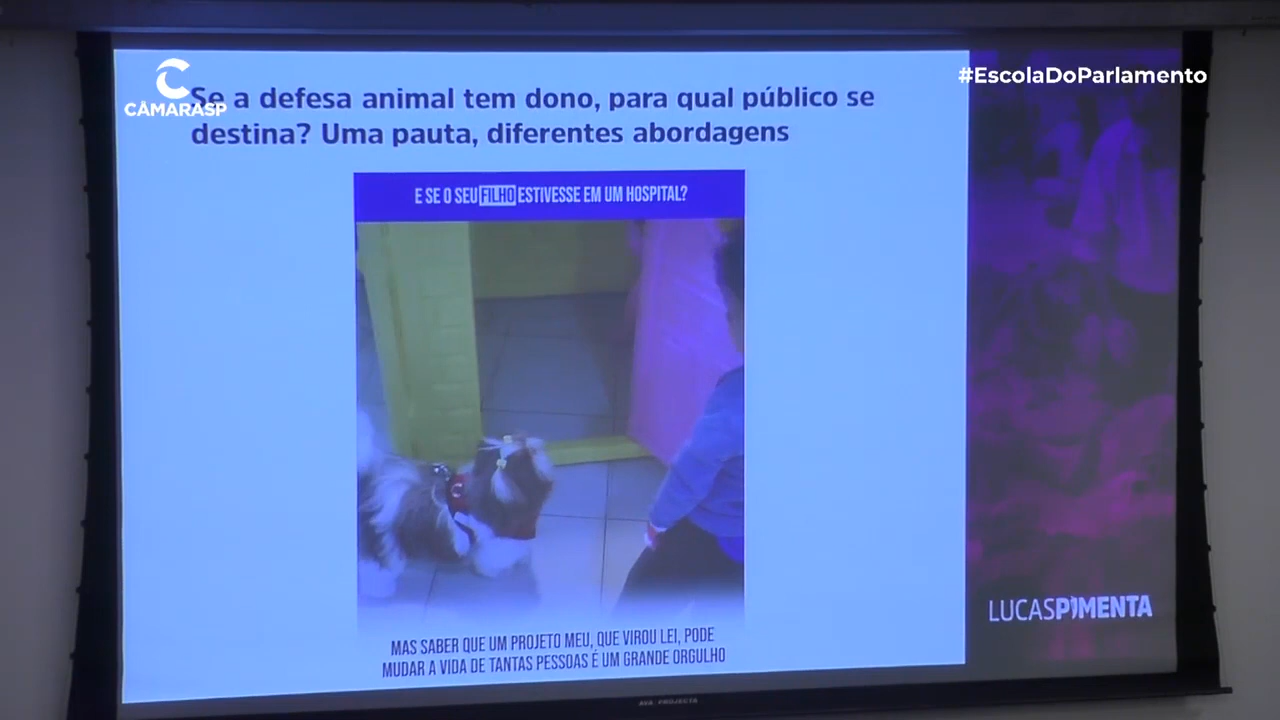 CÂMARASP
#EscolaDoParlamento
Se a defesa animal tem dono, para qual público se
destina? Uma pauta, diferentes abordagens
E SE O SEU FILHO ESTIVESSE EM UM HOSPITAL?
MAS SABER QUE UM PROJETO MEU, QUE VIROU LEI, PODE
MUDAR A VIDA DE TANTAS PESSOAS É UM GRANDE ORGULHO
LUCASPIMENTA